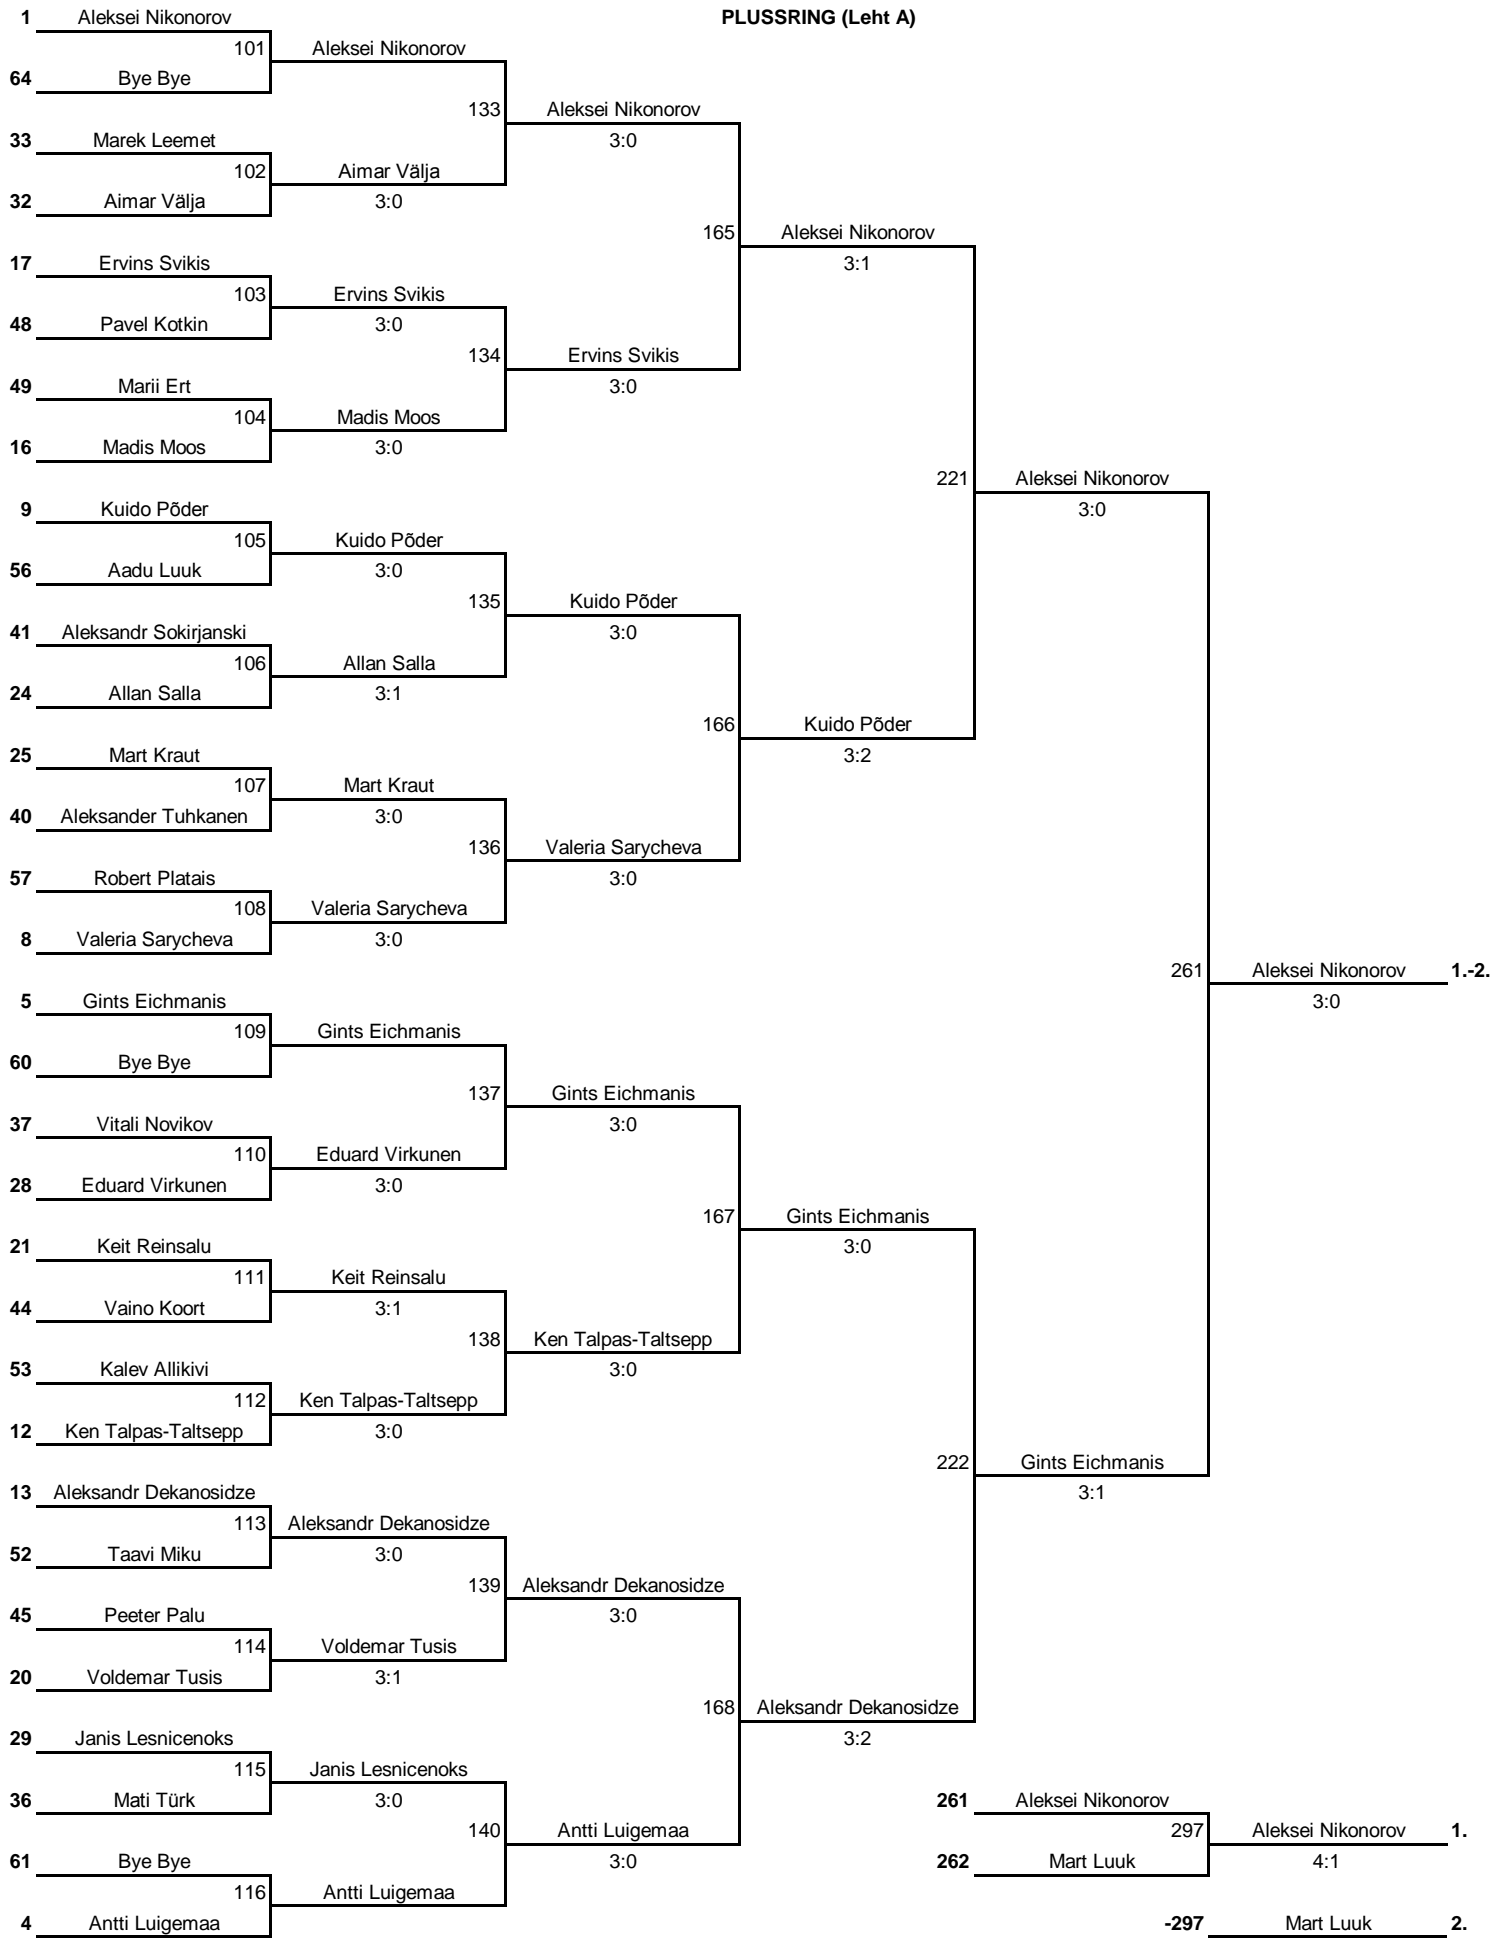 PLUSSRING (Leht A)
1 Aleksei Nikonorov
101 Aleksei Nikonorov
64 Bye Bye
133 Aleksei Nikonorov
33 Marek Leemet 3:0
102 Aimar Välja
32 Aimar Välja 3:0
165 Aleksei Nikonorov
17 Ervins Svikis 3:1
103 Ervins Svikis
48 Pavel Kotkin 3:0
134 Ervins Svikis
49 Marii Ert 3:0
104 Madis Moos
16 Madis Moos 3:0
221 Aleksei Nikonorov
9 Kuido Põder 3:0
105 Kuido Põder
56 Aadu Luuk 3:0
135 Kuido Põder
41 Aleksandr Sokirjanski 3:0
106 Allan Salla
24 Allan Salla 3:1
166 Kuido Põder
25 Mart Kraut 3:2
107 Mart Kraut
40 Aleksander Tuhkanen 3:0
136 Valeria Sarycheva
57 Robert Platais 3:0
108 Valeria Sarycheva
8 Valeria Sarycheva 3:0
261 Aleksei Nikonorov 1.-2.
5 Gints Eichmanis 3:0
109 Gints Eichmanis
60 Bye Bye
137 Gints Eichmanis
37 Vitali Novikov 3:0
110 Eduard Virkunen
28 Eduard Virkunen 3:0
167 Gints Eichmanis
21 Keit Reinsalu 3:0
111 Keit Reinsalu
44 Vaino Koort 3:1
138 Ken Talpas-Taltsepp
53 Kalev Allikivi 3:0
112 Ken Talpas-Taltsepp
12 Ken Talpas-Taltsepp 3:0
222 Gints Eichmanis
13 Aleksandr Dekanosidze 3:1
113 Aleksandr Dekanosidze
52 Taavi Miku 3:0
139 Aleksandr Dekanosidze
45 Peeter Palu 3:0
114 Voldemar Tusis
20 Voldemar Tusis 3:1
168 Aleksandr Dekanosidze
29 Janis Lesnicenoks 3:2
115 Janis Lesnicenoks
36 Mati Türk 3:0 261 Aleksei Nikonorov
140 Antti Luigemaa 297 Aleksei Nikonorov 1.
61 Bye Bye 3:0 262 Mart Luuk 4:1
116 Antti Luigemaa
4 Antti Luigemaa -297 Mart Luuk 2.